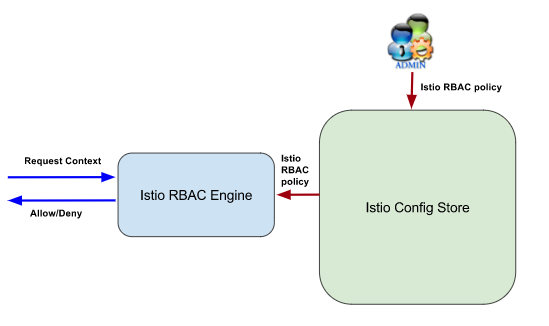 ADMIN
Istio RBAC policy
Request Context
Istio RBAC Engine
Allow/Deny
Istio
RBAC
policy
Istio Config Store